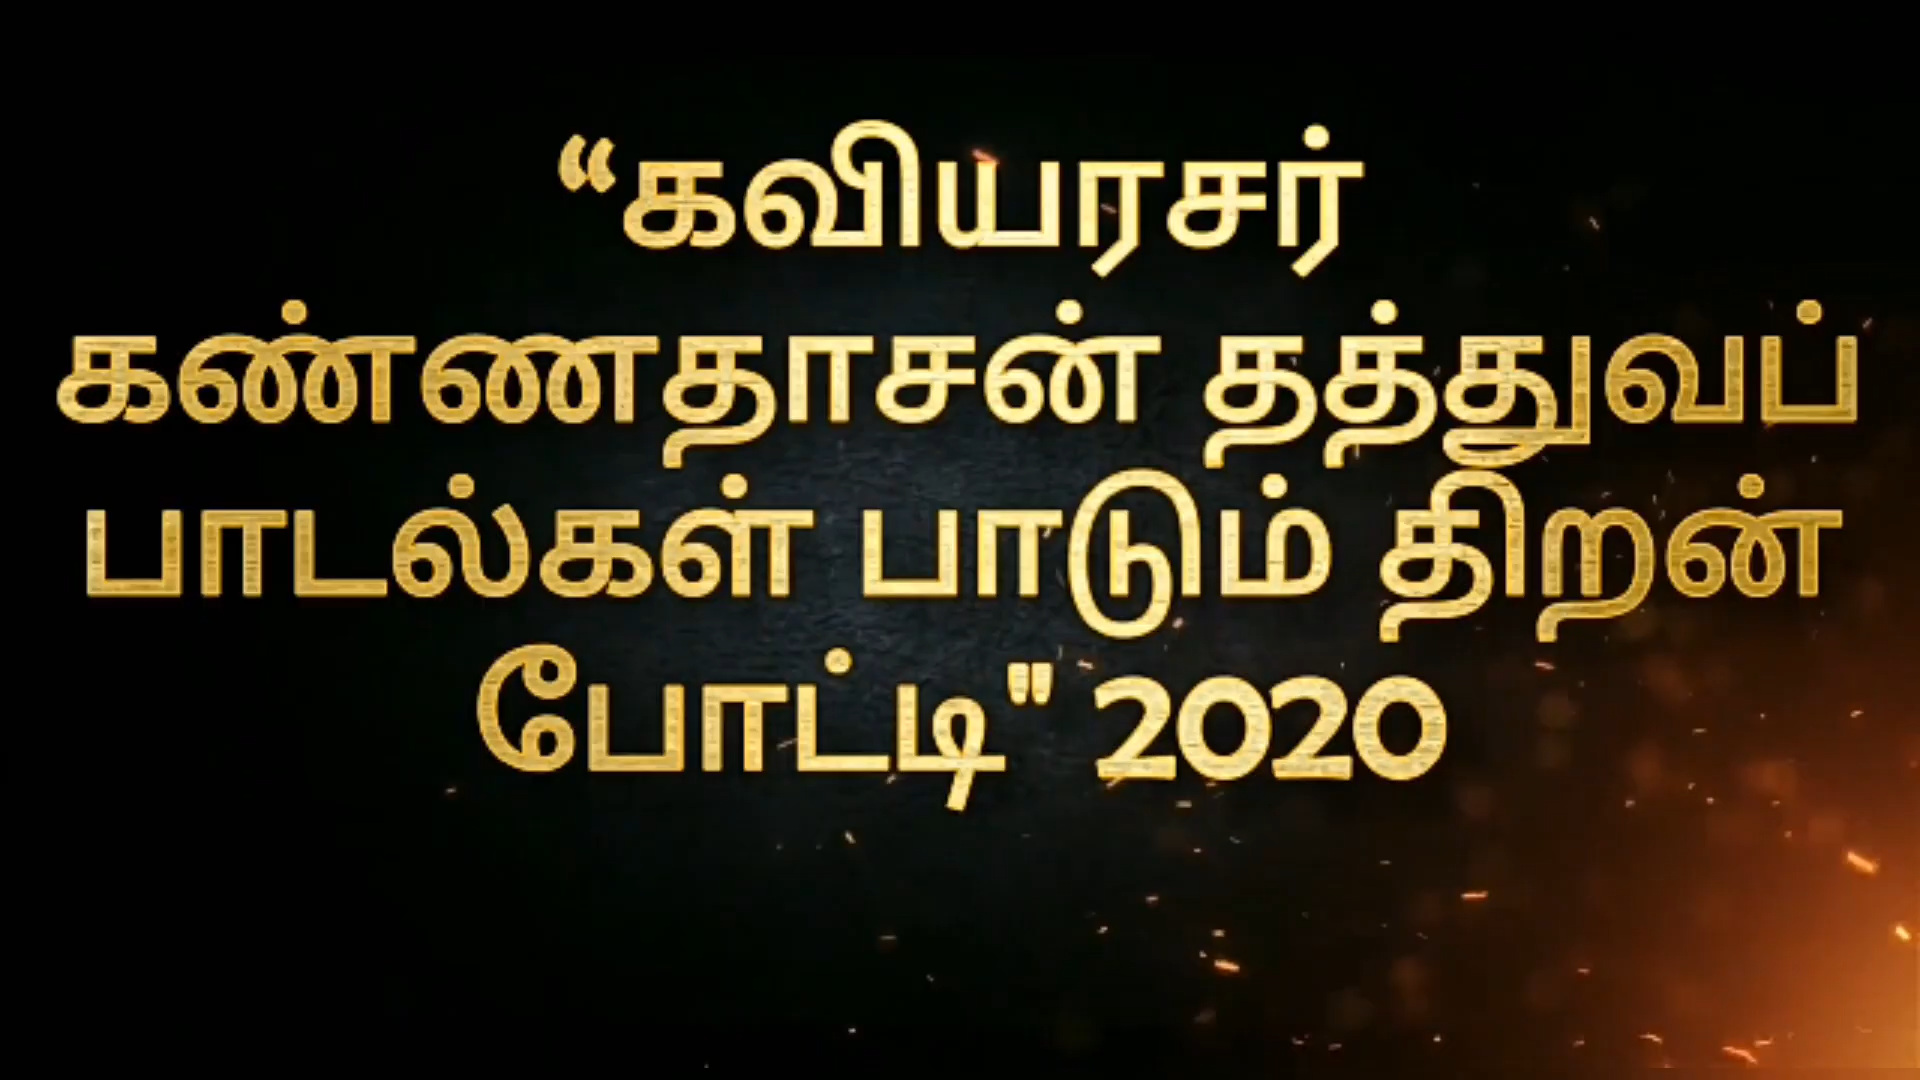 “கவியரசர்
கண்ணதாசன் தத்துவப்
பாடல்கள் பாடும் திறன்
போட்டி" 2020